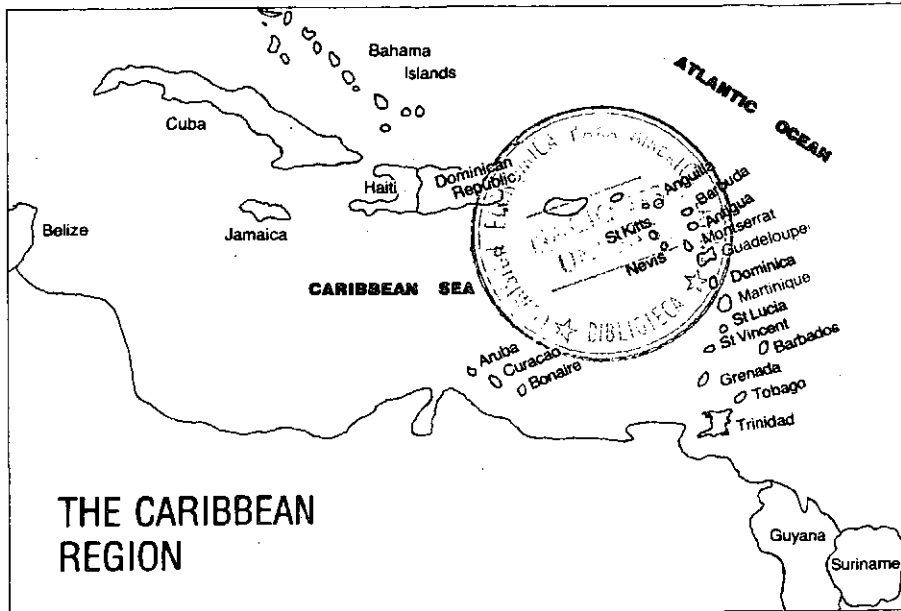 Bahama
Islands
ATLANTIC OCEAN
Cuba
Haiti
Dominican
Republic
Anguilla
Barbuda
Antigua
Belize
Jamaica
St Kitts
Montserrat
Nevis
Guadeloupe
CARIBBEAN SEA
Dominica
Martinique
St Lucia
St Vincent
Barbados
Aruba
Curacao
Bonaire
Grenada
Tobago
Trinidad
THE CARIBBEAN
REGION
Guyana
Suriname
PARA
BIBLIOTECA